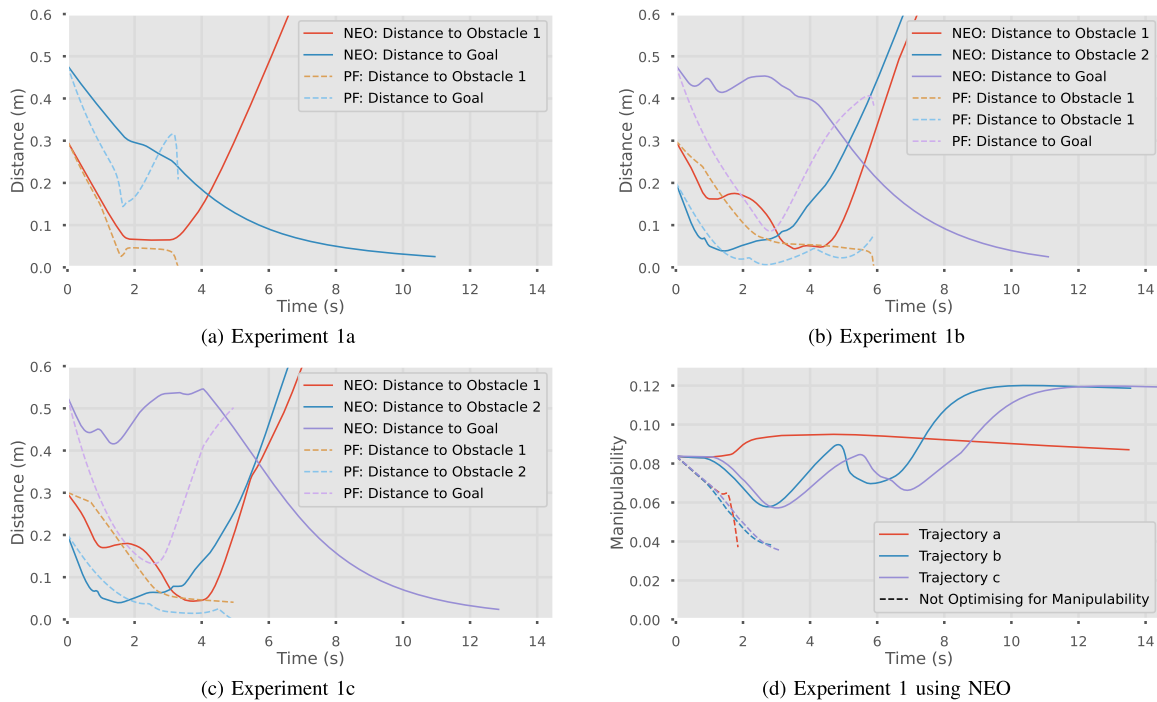 0.6
0.5
0.4
0.3
0.2
0.1
0.0
Distance (m)
NEO: Distance to Obstacle 1
NEO: Distance to Goal
PF: Distance to Obstacle 1
PF: Distance to Goal
0 2 4 6 8 10 12 14
Time (s)
(a) Experiment 1a
0.6
0.5
0.4
0.3
0.2
0.1
0.0
Distance (m)
NEO: Distance to Obstacle 1
NEO: Distance to Obstacle 2
NEO: Distance to Goal
PF: Distance to Obstacle 1
PF: Distance to Obstacle 1
PF: Distance to Goal
0 2 4 6 8 10 12 14
Time (s)
(b) Experiment 1b
0.6
0.5
0.4
0.3
0.2
0.1
0.0
Distance (m)
NEO: Distance to Obstacle 1
NEO: Distance to Obstacle 2
NEO: Distance to Goal
PF: Distance to Obstacle 1
PF: Distance to Obstacle 2
PF: Distance to Goal
0 2 4 6 8 10 12 14
Time (s)
(c) Experiment 1c
0.12
0.10
0.08
0.06
0.04
0.02
0.00
Manipulability
Trajectory a
Trajectory b
Trajectory c
Not Optimising for Manipulability
0 2 4 6 8 10 12 14
Time (s)
(d) Experiment 1 using NEO